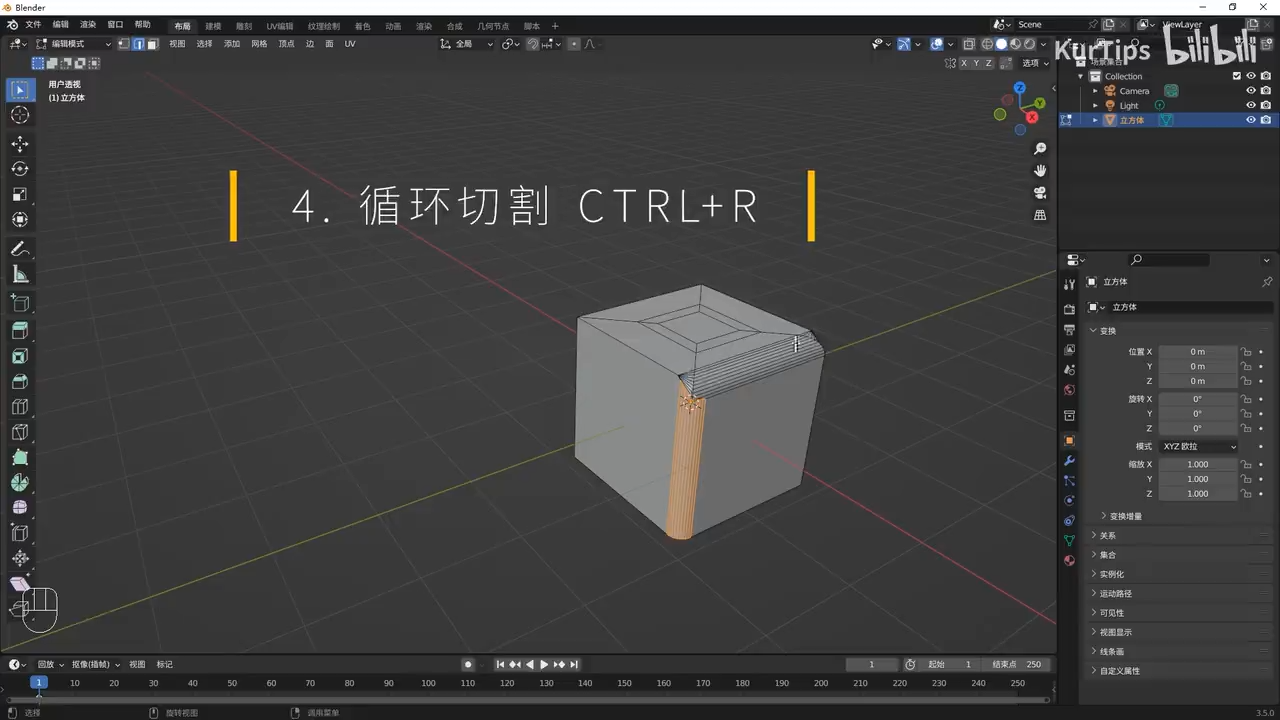 Blender
文件 编辑 渲染 窗口 帮助 布局 建模 雕刻 UV编辑 纹理绘制 着色 动画 渲染 合成 几何节点 脚本 + Scene ViewLayer
编辑模式 视图 选择 添加 网格 顶点 边 面 UV 全局
KurTips bilibili
X Y Z 选项
场景集合
用户透视
(1) 立方体
Collection
Camera
Light
立方体
Z
Y
X
4. 循环切割 CTRL+R
立方体
立方体
变换
位置 X 0 m
Y 0 m
Z 0 m
旋转 X 0°
Y 0°
Z 0°
模式 XYZ 欧拉
缩放 X 1.000
Y 1.000
Z 1.000
变换增量
关系
集合
实例化
运动路径
可见性
视图显示
线条画
自定义属性
回放 抠像(插帧) 视图 标记 1 起始 1 结束点 250
1 10 20 30 40 50 60 70 80 90 100 110 120 130 140 150 160 170 180 190 200 210 220 230 240 250
选择 旋转视图 调用菜单 3.5.0